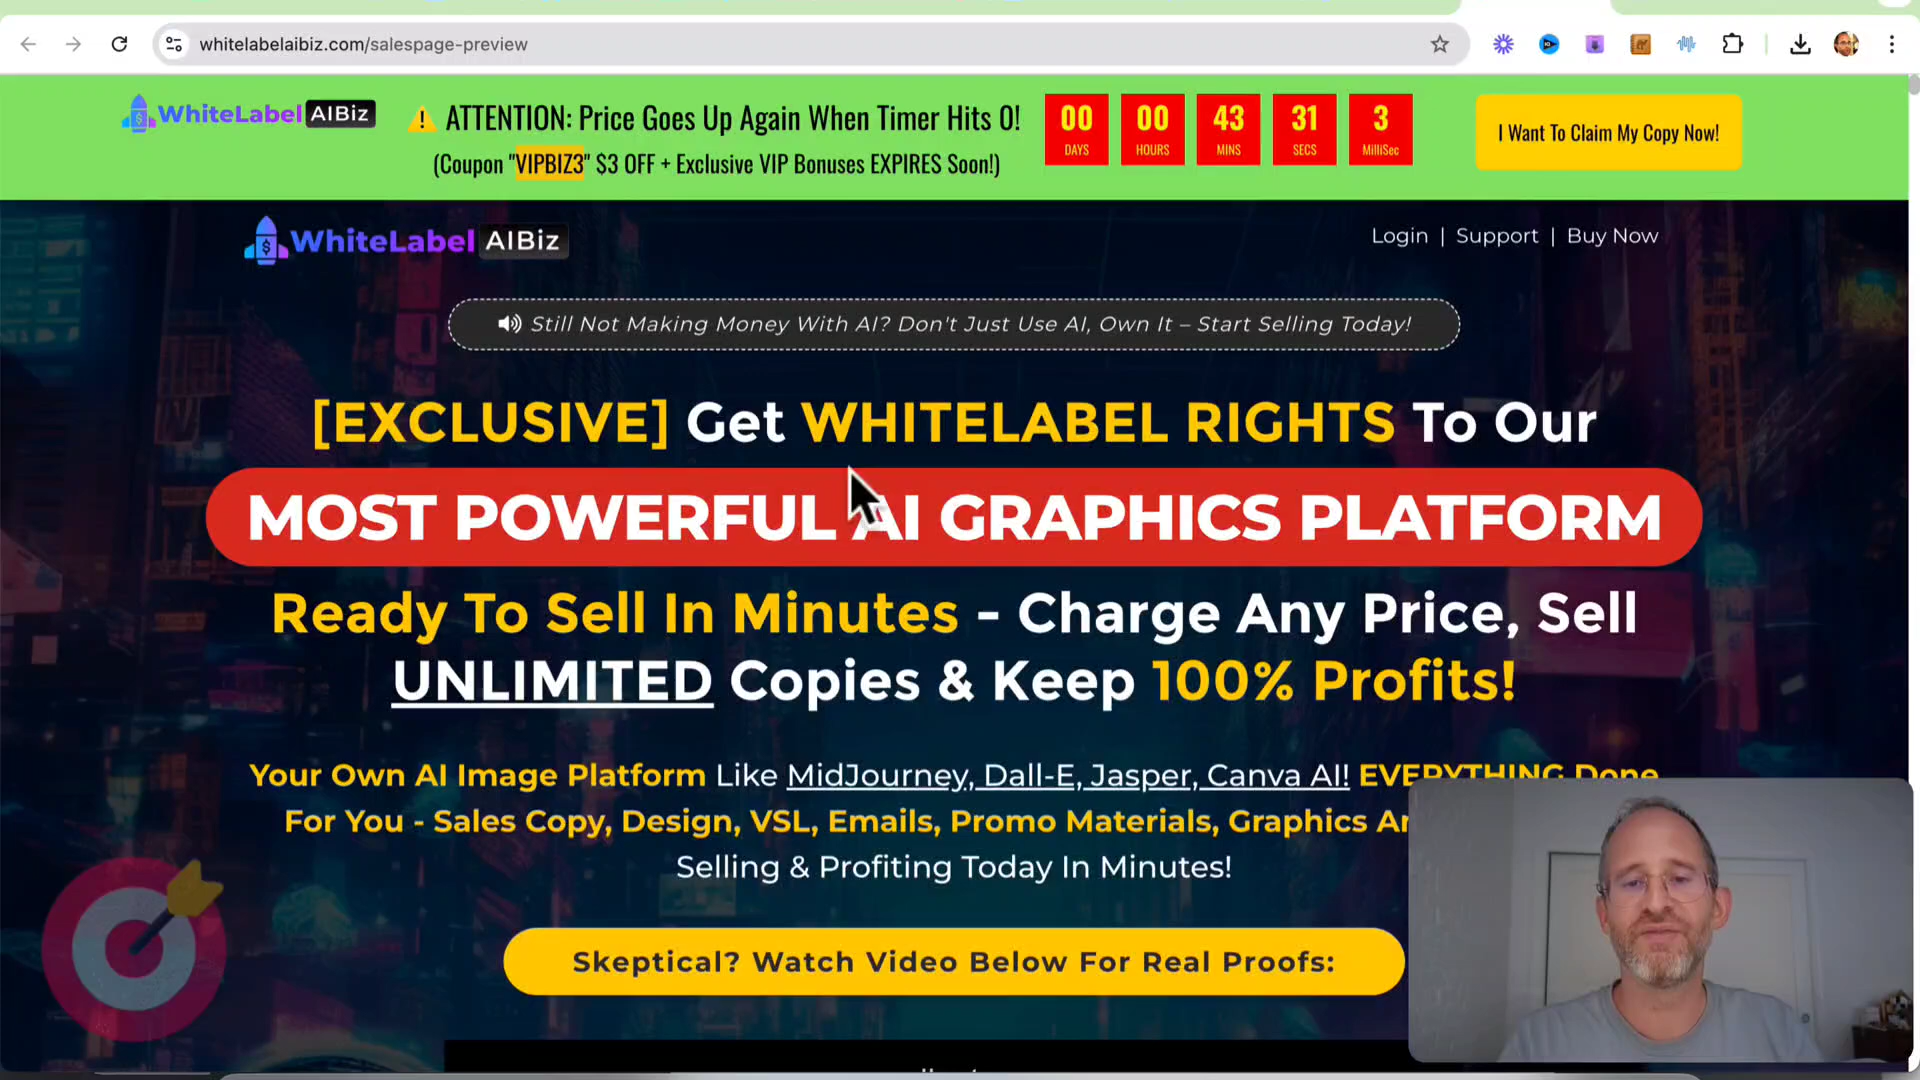 whitelabelaibiz.com/salespage-preview
WhiteLabel AIBiz
ATTENTION: Price Goes Up Again When Timer Hits 0!
(Coupon "VIPBIZ3" $3 OFF + Exclusive VIP Bonuses EXPIRES Soon!)
00 00 43 31 3
DAYS HOURS MINS SECS MilliSec
I Want To Claim My Copy Now!
WhiteLabel AIBiz
Login | Support | Buy Now
Still Not Making Money With AI? Don't Just Use AI, Own It – Start Selling Today!
[EXCLUSIVE] Get WHITELABEL RIGHTS To Our
MOST POWERFUL AI GRAPHICS PLATFORM
Ready To Sell In Minutes - Charge Any Price, Sell
UNLIMITED Copies & Keep 100% Profits!
Your Own AI Image Platform Like MidJourney, Dall-E, Jasper, Canva AI! EVERYTHING Done
For You - Sales Copy, Design, VSL, Emails, Promo Materials, Graphics
Selling & Profiting Today In Minutes!
Skeptical? Watch Video Below For Real Proofs: